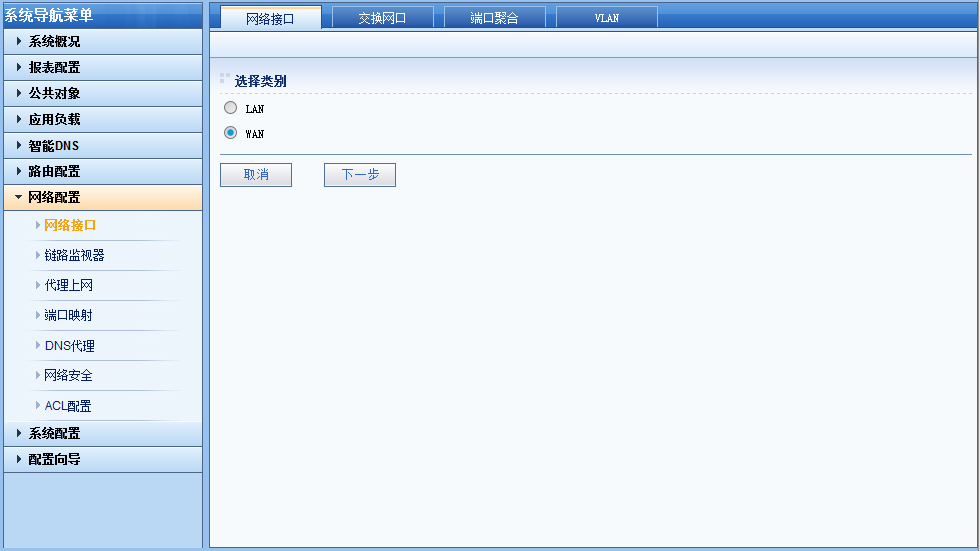 系统导航菜单
系统概况
报表配置
公共对象
应用负载
智能DNS
路由配置
网络配置
网络接口
链路监视器
代理上网
端口映射
DNS代理
网络安全
ACL配置
系统配置
配置向导
网络接口 交换网口 端口聚合 VLAN
选择类别
LAN
WAN
取消 下一步